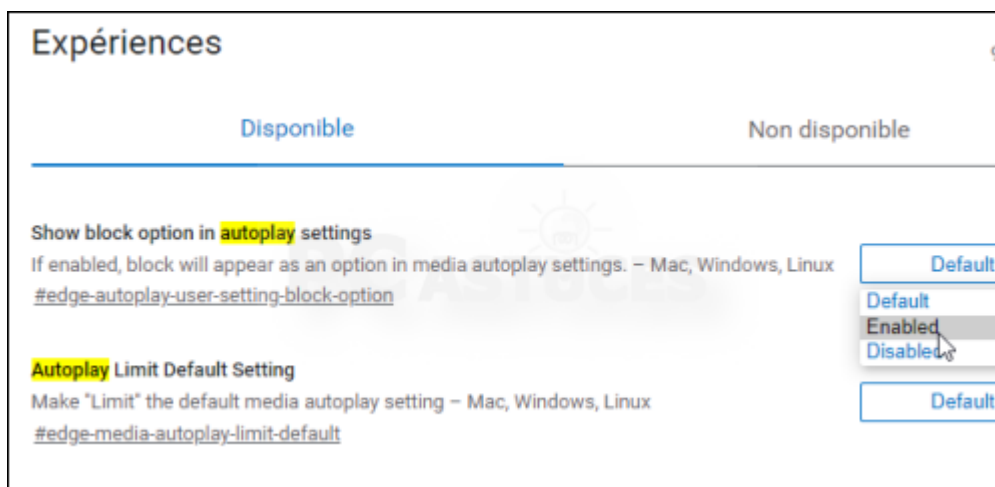 Expériences
Disponible
Non disponible
Show block option in autoplay settings
If enabled, block will appear as an option in media autoplay settings. – Mac, Windows, Linux
#edge-autoplay-user-setting-block-option
Default
Default
Enabled
Disabled
PC ASTUCES
Autoplay Limit Default Setting
Make "Limit" the default media autoplay setting – Mac, Windows, Linux
#edge-media-autoplay-limit-default
Default